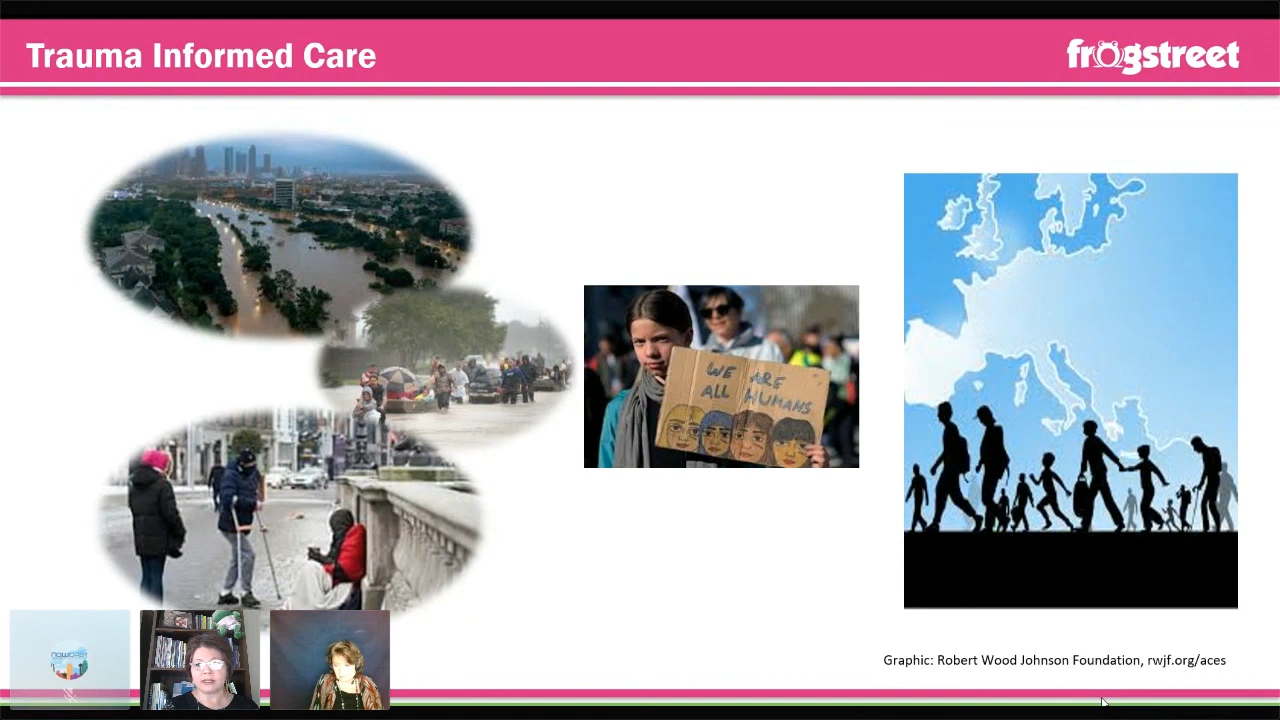 Trauma Informed Care
frogstreet
WE ARE
ALL HUMANS
Graphic: Robert Wood Johnson Foundation, rwjf.org/aces